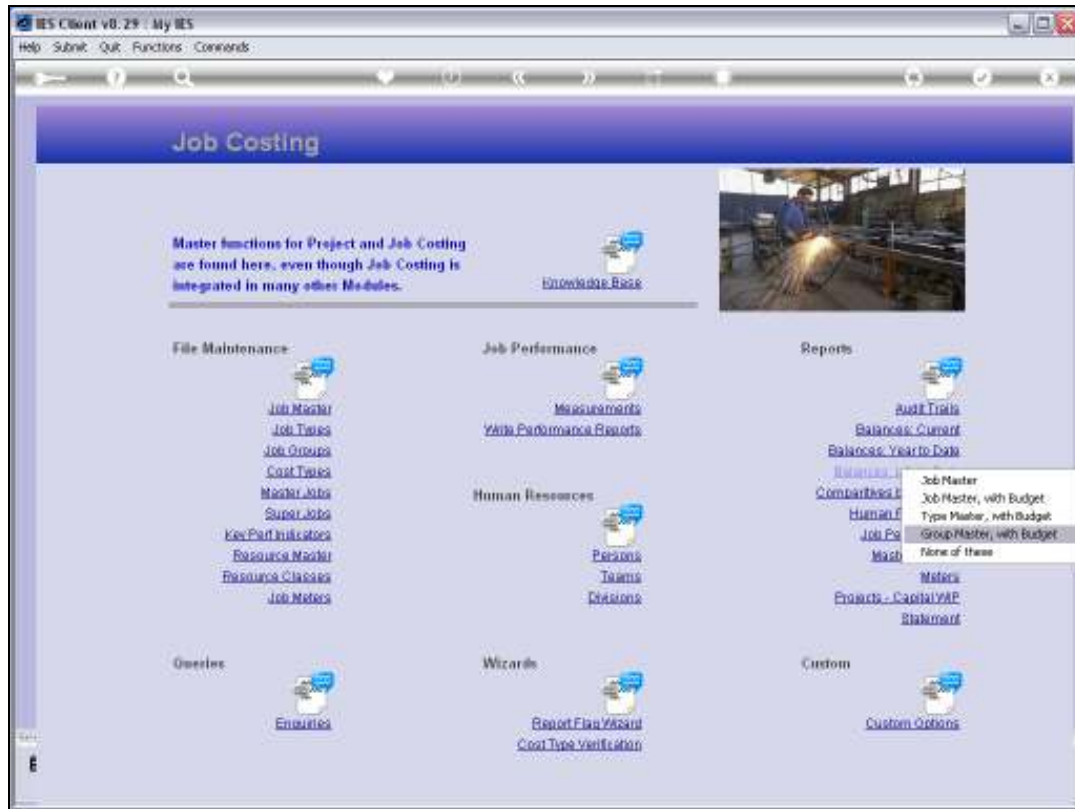 IES Client v8.29 : My IES
Help Submit Quit Functions Commands
Job Costing
Master functions for Project and Job Costing
are found here, even though Job Costing is
integrated in many other Modules.
Knowledge Base
File Maintenance
Job Master
Job Types
Job Groups
Cost Types
Master Jobs
Super Jobs
Key Perf Indicators
Resource Master
Resource Classes
Job Meters
Job Performance
Measurements
Write Performance Reports
Human Resources
Persons
Teams
Divisions
Reports
Audit Trails
Balances: Current
Balances: Year to Date
Balances:
Human
Meters
Projects - Capital WIP
Statement
Job Master
Job Master, with Budget
Type Master, with Budget
Group Master, with Budget
None of these
Queries
Enquiries
Wizards
Report Flag Wizard
Cost Type Verification
Custom
Custom Options